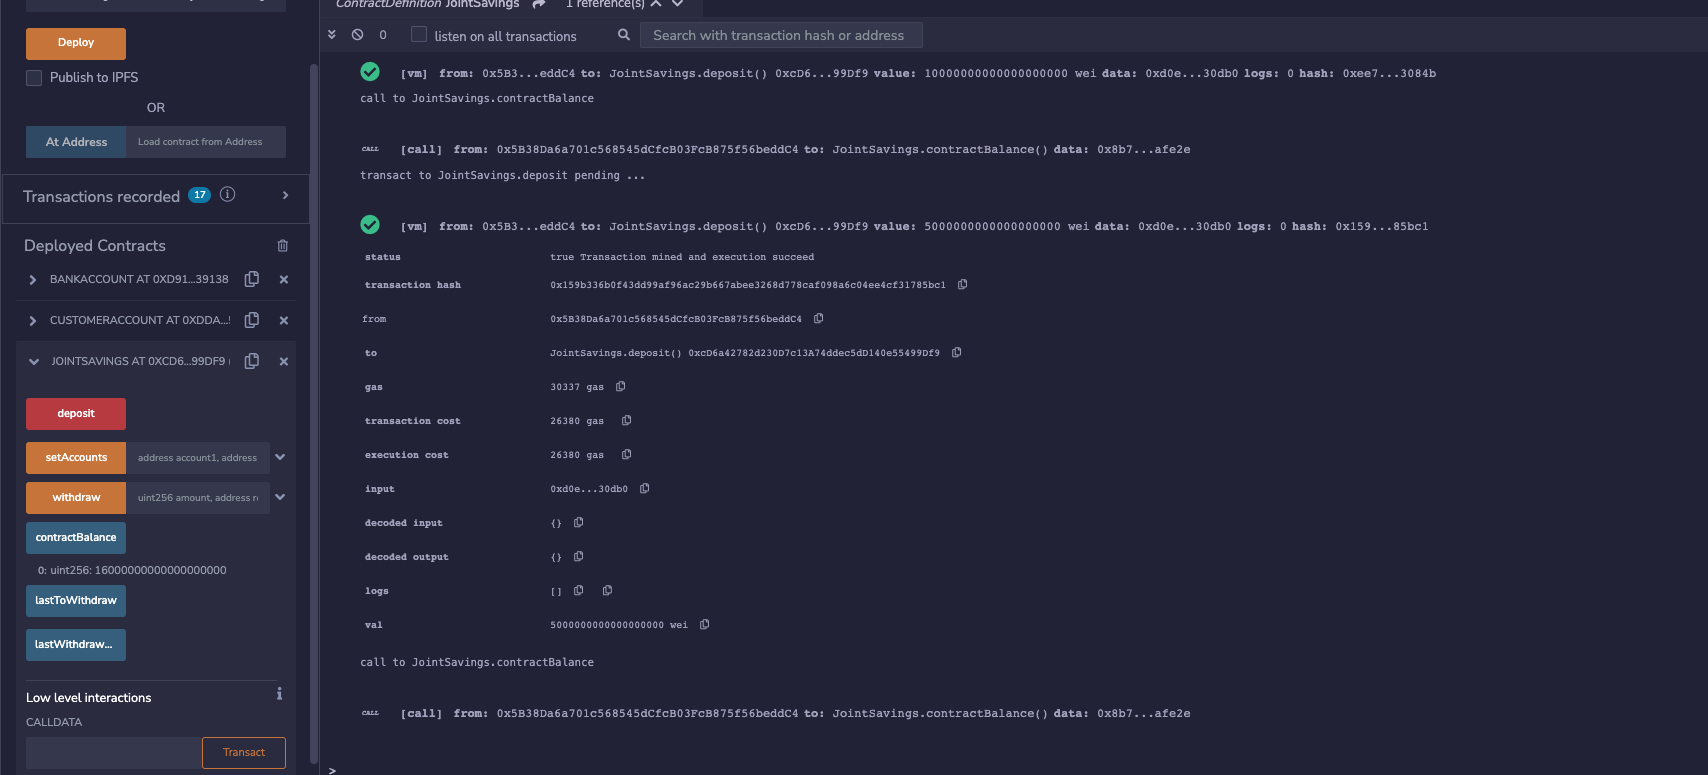 Deploy
Publish to IPFS
OR
At Address Load contract from Address
Transactions recorded 17 i
Deployed Contracts
BANKACCOUNT AT 0XD91...39138
CUSTOMERACCOUNT AT 0XDDA...
JOINTSAVINGS AT 0XCD6...99DF9
deposit
setAccounts address account1, address
withdraw uint256 amount, address
contractBalance
0: uint256: 16000000000000000000
lastToWithdraw
lastWithdraw...
Low level interactions i
CALLDATA
Transact
ContractDefinition JointSavings 1 reference(s)
0 listen on all transactions Search with transaction hash or address
[vm] from: 0x5B3...eddC4 to: JointSavings.deposit() 0xcD6...99Df9 value: 10000000000000000000 wei data: 0xd0e...30db0 logs: 0 hash: 0xee7...3084b
call to JointSavings.contractBalance
CALL [call] from: 0x5B38Da6a701c568545dCfcB03FcB875f56beddC4 to: JointSavings.contractBalance() data: 0x8b7...afe2e
transact to JointSavings.deposit pending ...
[vm] from: 0x5B3...eddC4 to: JointSavings.deposit() 0xcD6...99Df9 value: 5000000000000000000 wei data: 0xd0e...30db0 logs: 0 hash: 0x159...85bc1
status true Transaction mined and execution succeed
transaction hash 0x159b336b0f43dd99af96ac29b667abee3268d778caf098a6c04ee4cf31785bc1
from 0x5B38Da6a701c568545dCfcB03FcB875f56beddC4
to JointSavings.deposit() 0xcD6a42782d230D7c13A74ddec5dD140e55499Df9
gas 30337 gas
transaction cost 26380 gas
execution cost 26380 gas
input 0xd0e...30db0
decoded input {}
decoded output {}
logs []
val 5000000000000000000 wei
call to JointSavings.contractBalance
CALL [call] from: 0x5B38Da6a701c568545dCfcB03FcB875f56beddC4 to: JointSavings.contractBalance() data: 0x8b7...afe2e
>